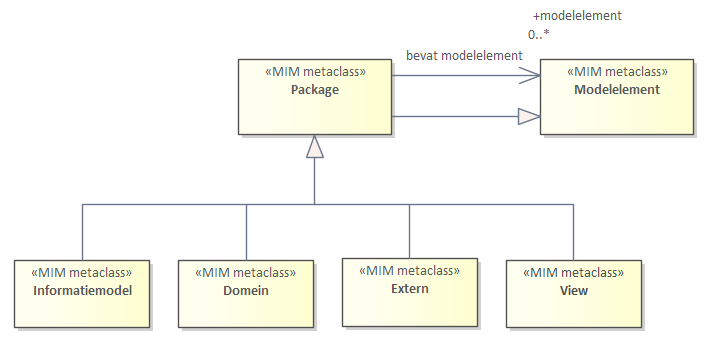 +modelelement
0..*
bevat modelelement
«MIM metaclass»
Package
«MIM metaclass»
Modelelement
«MIM metaclass»
Informatiemodel
«MIM metaclass»
Domein
«MIM metaclass»
Extern
«MIM metaclass»
View